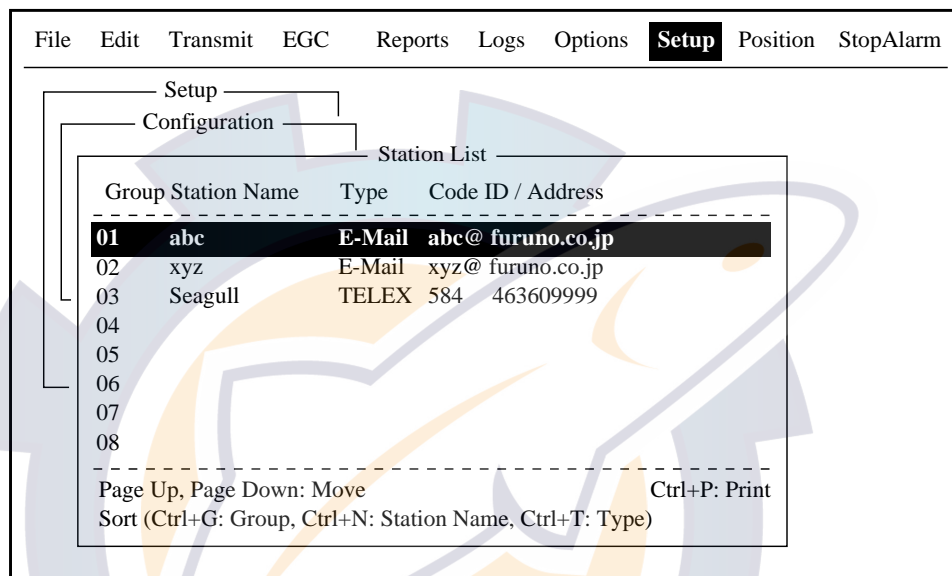 File Edit Transmit EGC Reports Logs Options Setup Position StopAlarm
Setup
Configuration
Station List
Group Station Name Type Code ID / Address
01 abc E-Mail abc@ furuno.co.jp
02 xyz E-Mail xyz@ furuno.co.jp
03 Seagull TELEX 584 463609999
04
05
06
07
08
Page Up, Page Down: Move Ctrl+P: Print
Sort (Ctrl+G: Group, Ctrl+N: Station Name, Ctrl+T: Type)